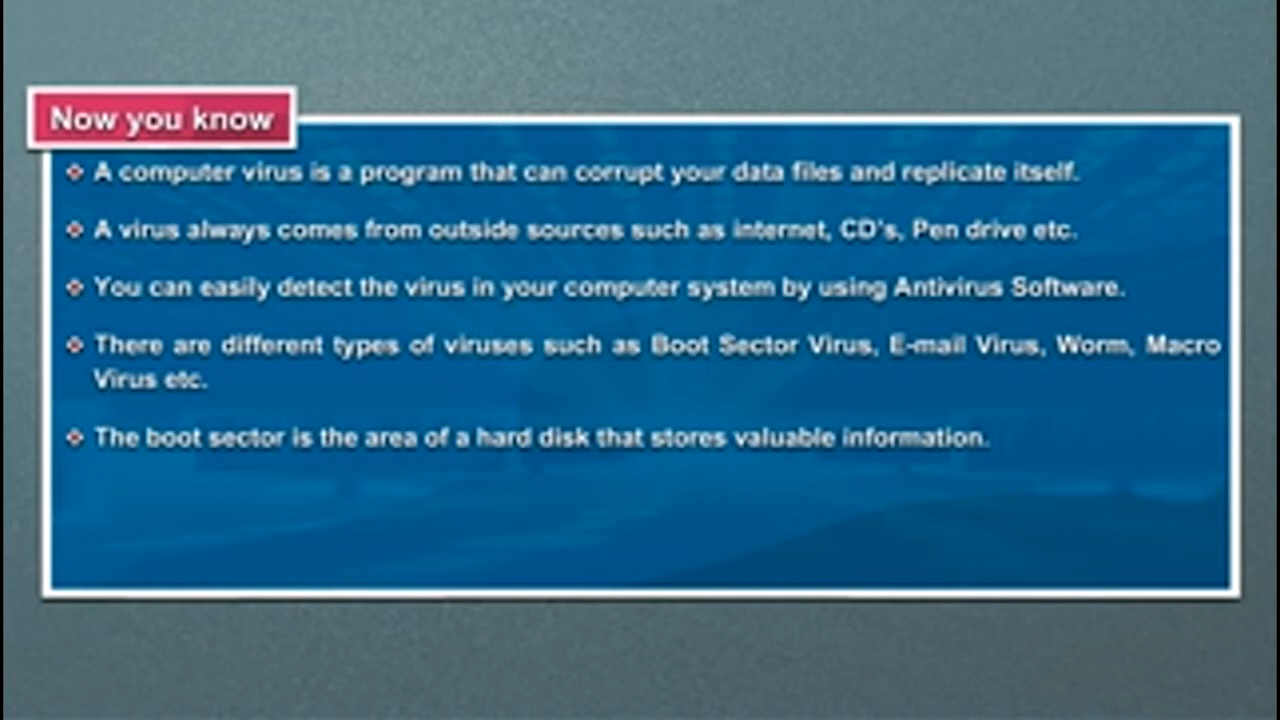 Now you know
A computer virus is a program that can corrupt your data files and replicate itself.
A virus always comes from outside sources such as internet, CD's, Pen drive etc.
You can easily detect the virus in your computer system by using Antivirus Software.
There are different types of viruses such as Boot Sector Virus, E-mail Virus, Worm, Macro
Virus etc.
The boot sector is the area of a hard disk that stores valuable information.